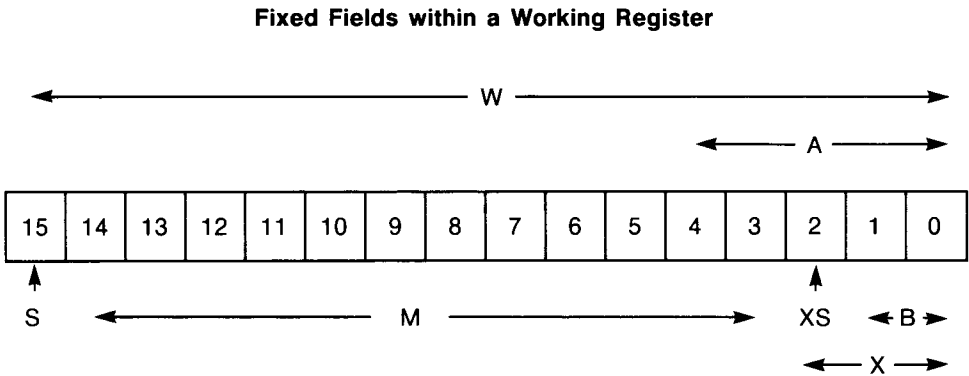 Fixed Fields within a Working Register
W
A
15 14 13 12 11 10 9 8 7 6 5 4 3 2 1 0
S M XS B
X